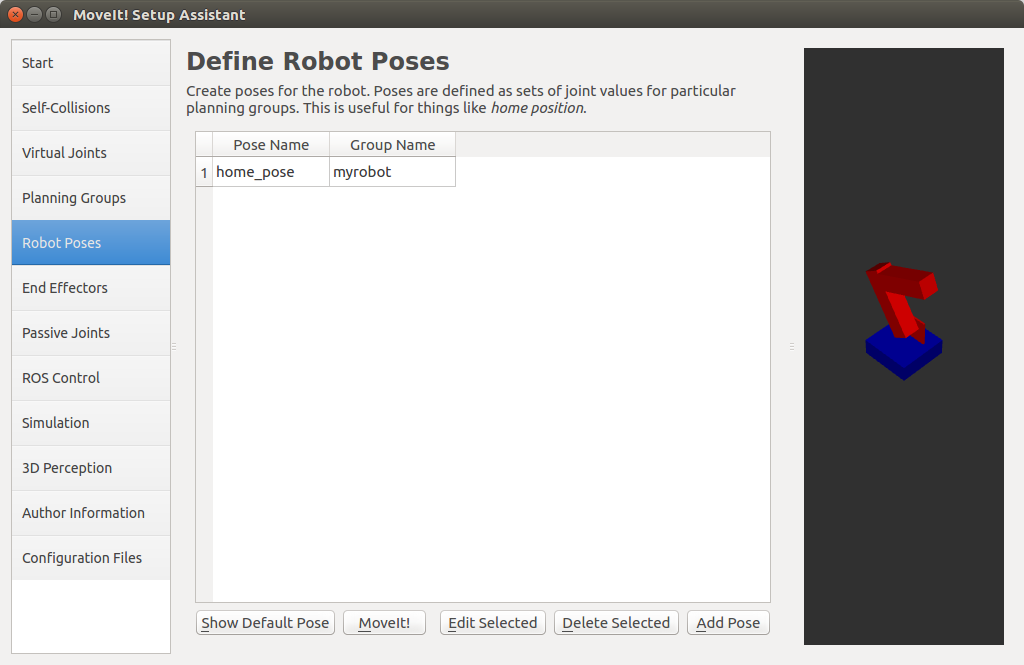 MoveIt! Setup Assistant
Start
Self-Collisions
Virtual Joints
Planning Groups
Robot Poses
End Effectors
Passive Joints
ROS Control
Simulation
3D Perception
Author Information
Configuration Files
Define Robot Poses
Create poses for the robot. Poses are defined as sets of joint values for particular
planning groups. This is useful for things like home position.
Pose Name Group Name
1 home_pose myrobot
Show Default Pose MoveIt! Edit Selected Delete Selected Add Pose